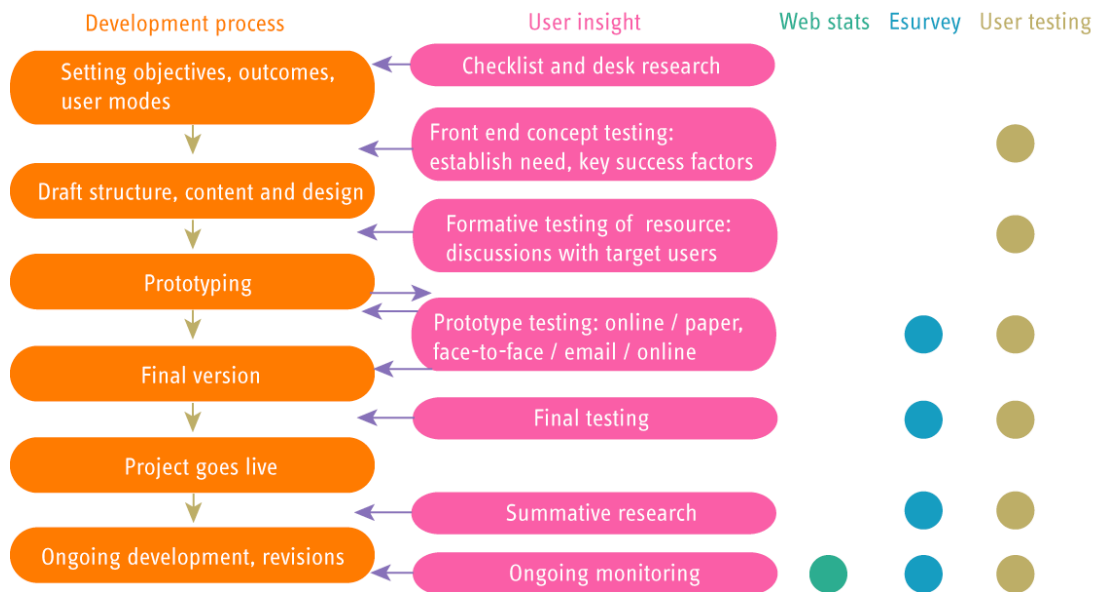 Development process
User insight
Web stats
Esurvey
User testing
Setting objectives, outcomes,
user modes
Checklist and desk research
Front end concept testing:
establish need, key success factors
Draft structure, content and design
Formative testing of resource:
discussions with target users
Prototyping
Prototype testing: online / paper,
face-to-face / email / online
Final version
Final testing
Project goes live
Summative research
Ongoing development, revisions
Ongoing monitoring